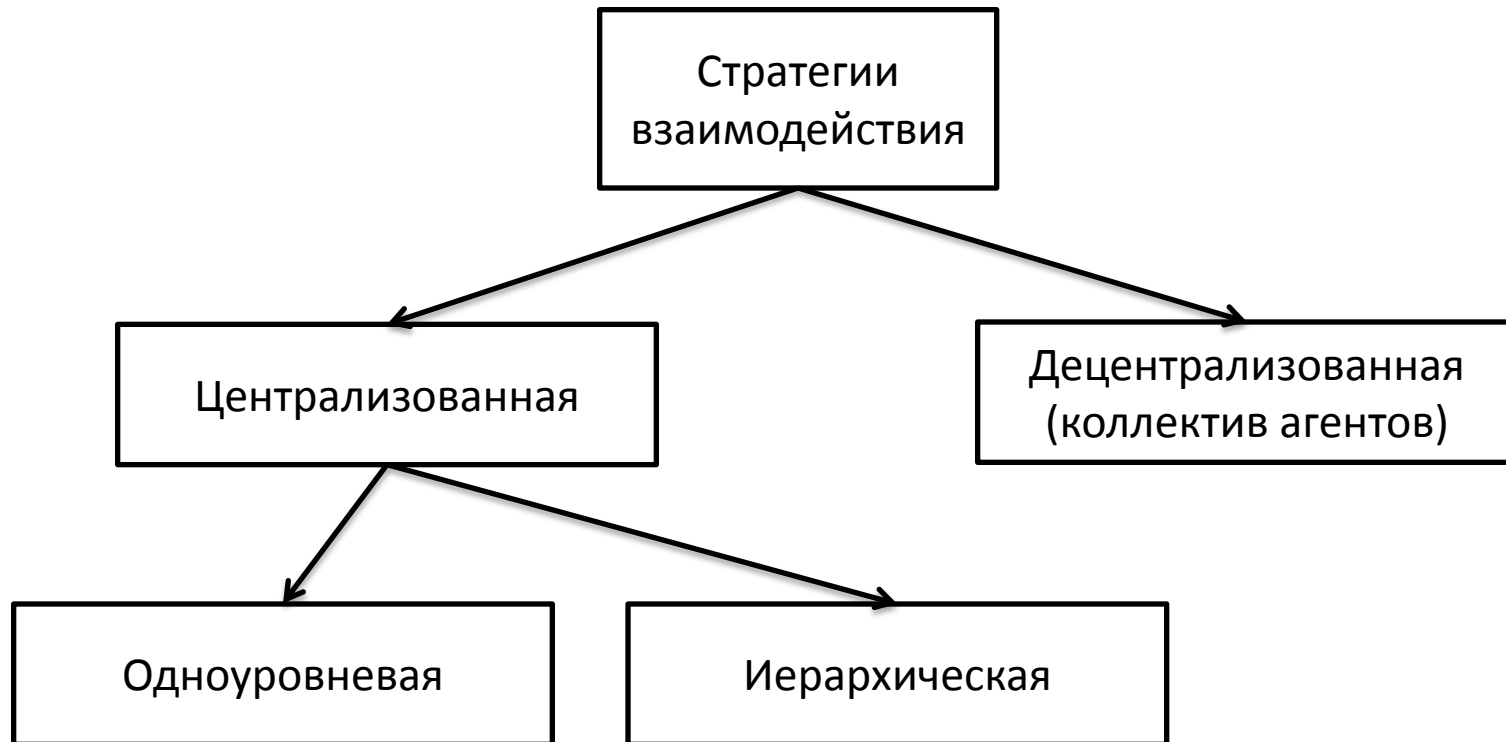 Стратегии
взаимодействия
Централизованная
Децентрализованная
(коллектив агентов)
Одноуровневая
Иерархическая